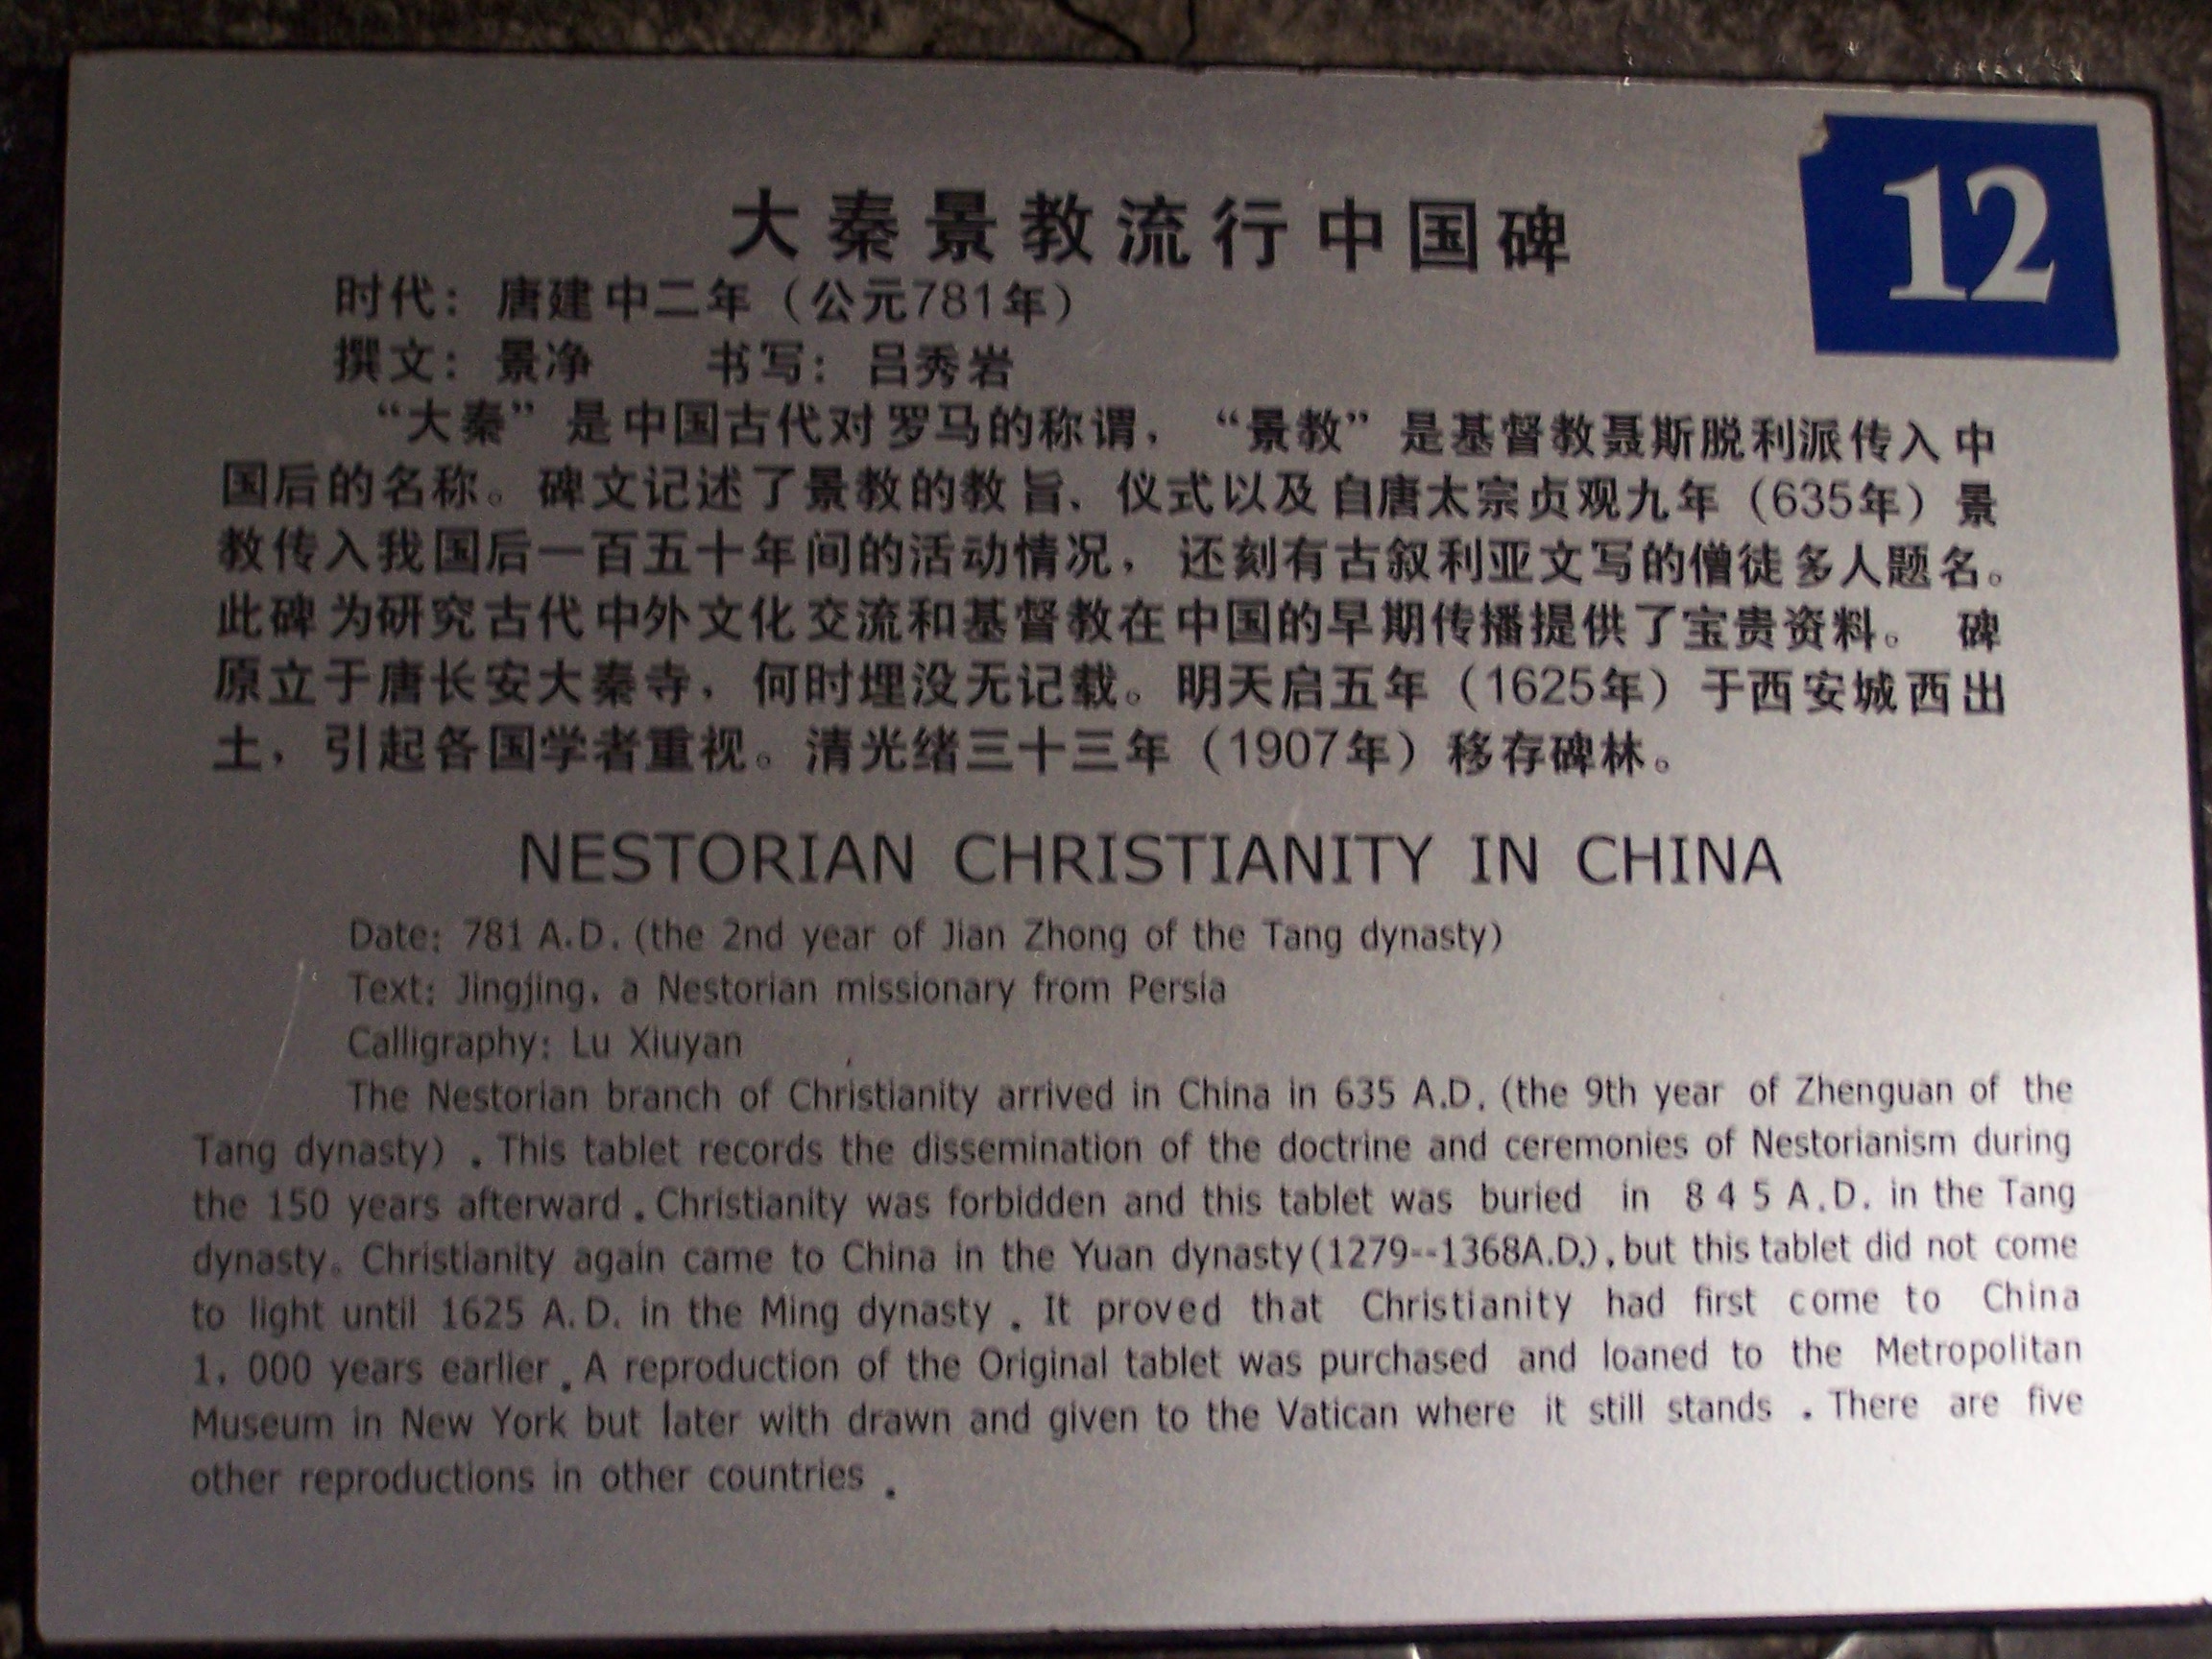 大秦景教流行中国碑
12
时代：唐建中二年（公元781年）
撰文：景净　　书写：吕秀岩
“大秦”是中国古代对罗马的称谓，“景教”是基督教聂斯脱利派传入中
国后的名称。碑文记述了景教的教旨、仪式以及自唐太宗贞观九年（635年）景
教传入我国后一百五十年间的活动情况，还刻有古叙利亚文写的僧徒多人题名。
此碑为研究古代中外文化交流和基督教在中国的早期传播提供了宝贵资料。 碑
原立于唐长安大秦寺，何时埋没无记载。明天启五年（1625年）于西安城西出
土，引起各国学者重视。清光绪三十三年（1907年）移存碑林。
NESTORIAN CHRISTIANITY IN CHINA
Date: 781 A.D. (the 2nd year of Jian Zhong of the Tang dynasty)
Text: Jingjing, a Nestorian missionary from Persia
Calligraphy: Lu Xiuyan
The Nestorian branch of Christianity arrived in China in 635 A.D. (the 9th year of Zhenguan of the
Tang dynasty) . This tablet records the dissemination of the doctrine and ceremonies of Nestorianism during
the 150 years afterward . Christianity was forbidden and this tablet was buried in 8 4 5 A.D. in the Tang
dynasty。Christianity again came to China in the Yuan dynasty(1279--1368A.D.) , but this tablet did not come
to light until 1625 A.D. in the Ming dynasty . It proved that Christianity had first come to China
1, 000 years earlier . A reproduction of the Original tablet was purchased and loaned to the Metropolitan
Museum in New York but later with drawn and given to the Vatican where it still stands . There are five
other reproductions in other countries .